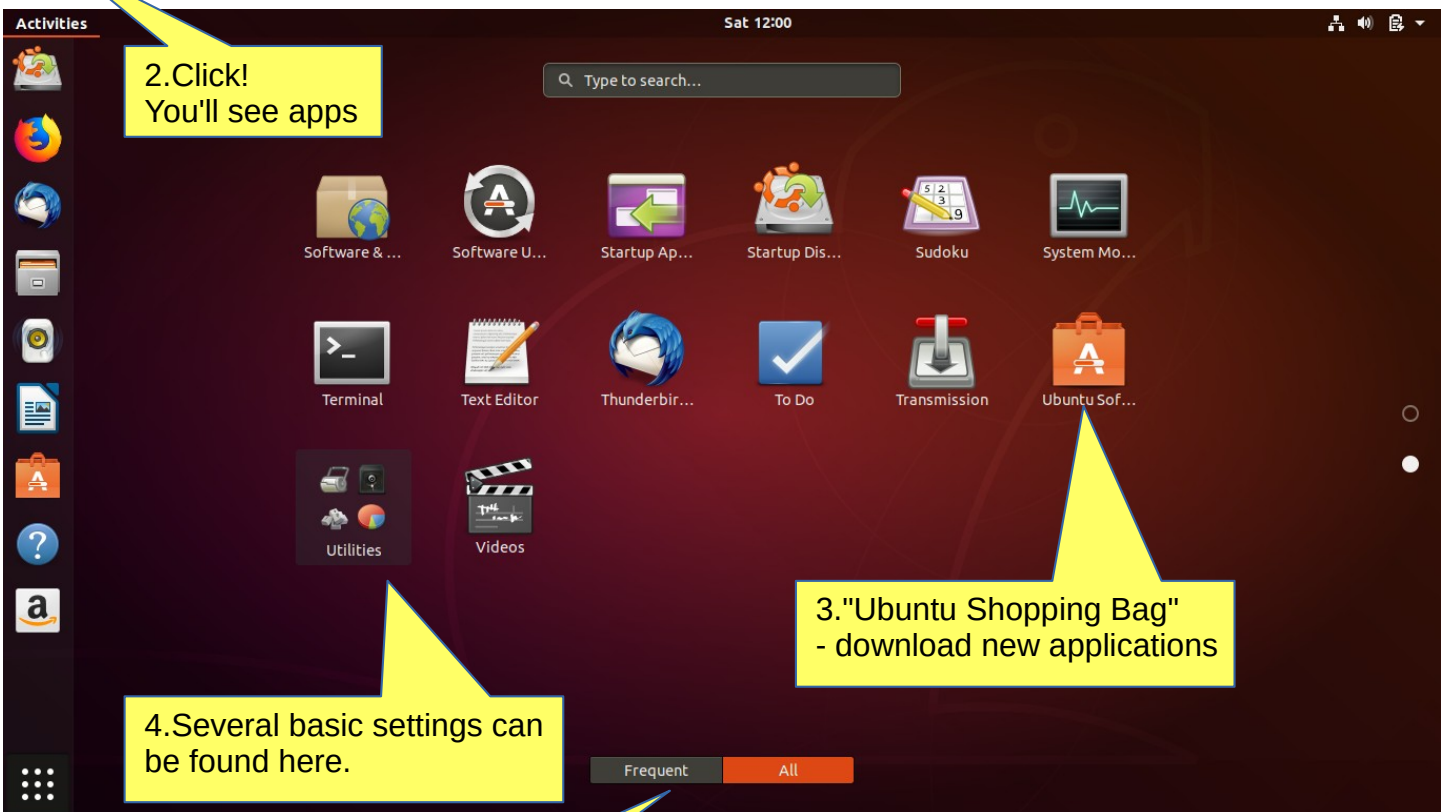 Activities
Sat 12:00
2.Click!
You'll see apps
Type to search...
Software & ...
Software U...
Startup Ap...
Startup Dis...
Sudoku
System Mo...
Terminal
Text Editor
Thunderbir...
To Do
Transmission
Ubuntu Sof...
Utilities
Videos
3."Ubuntu Shopping Bag"
- download new applications
4.Several basic settings can
be found here.
Frequent
All